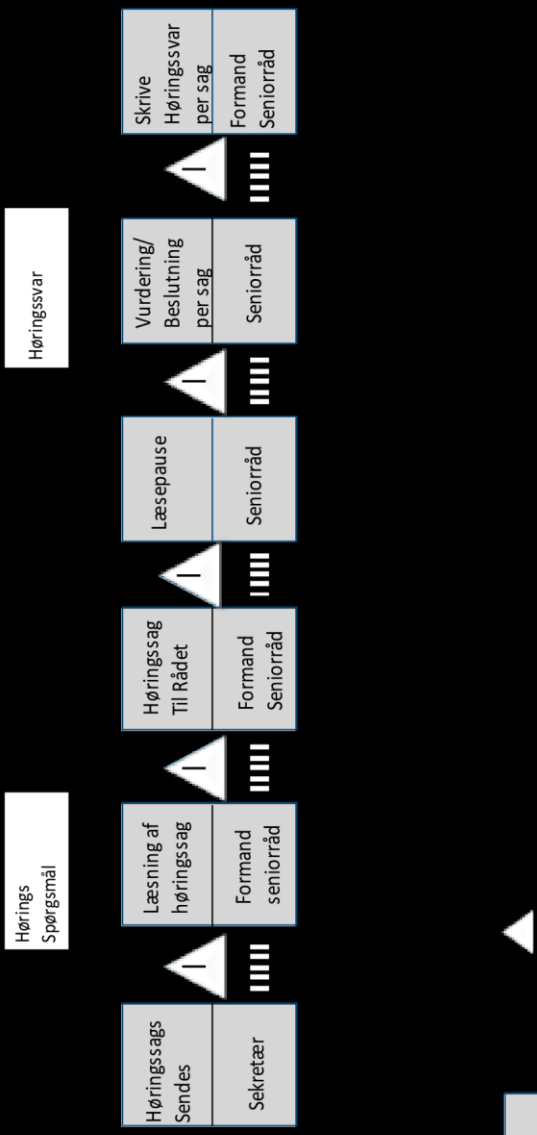 Hørings
Spørgsmål
Høringssvar
Høringssags
Sendes
Sekretær
I
Læsning af
høringssag
Formand
seniorråd
I
Høringssag
Til Rådet
Formand
Seniorråd
I
Læsepause
Seniorråd
I
Vurdering/
Beslutning
per sag
Seniorråd
I
Skrive
Høringssvar
per sag
Formand
Seniorråd